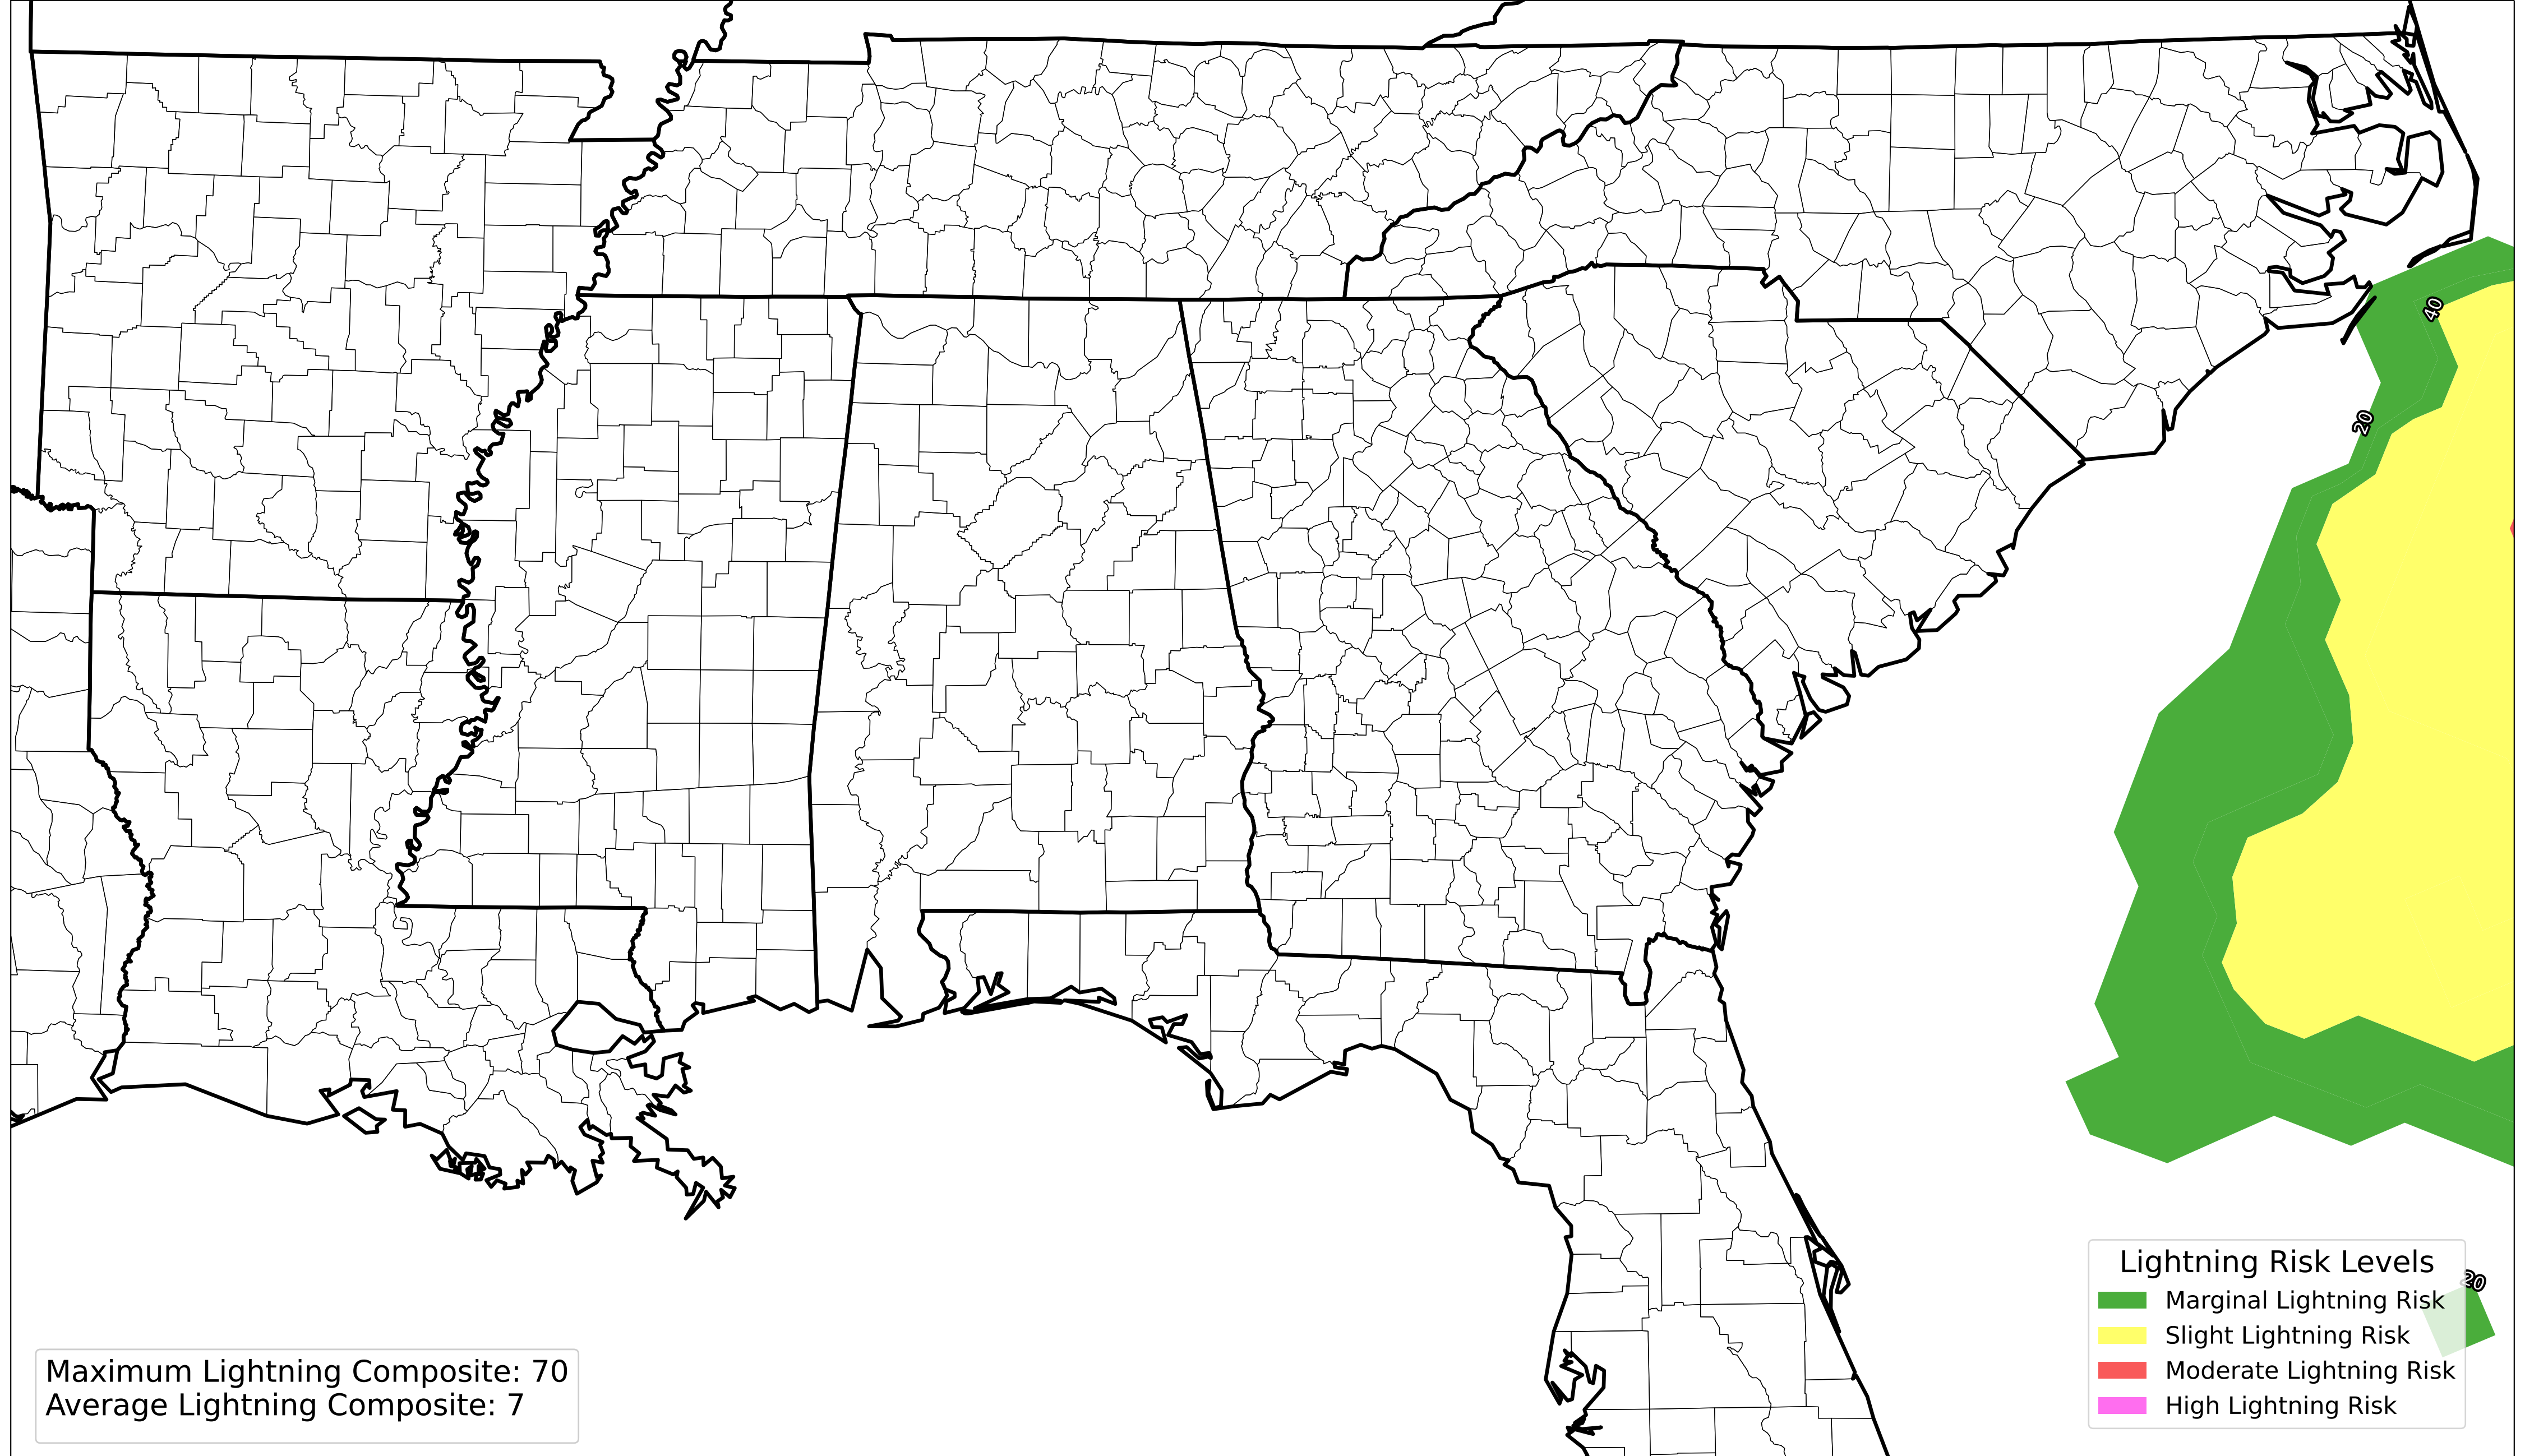 40
20
Lightning Risk Levels
20
Marginal Lightning Risk
Slight Lightning Risk
Moderate Lightning Risk
High Lightning Risk
Maximum Lightning Composite: 70
Average Lightning Composite: 7